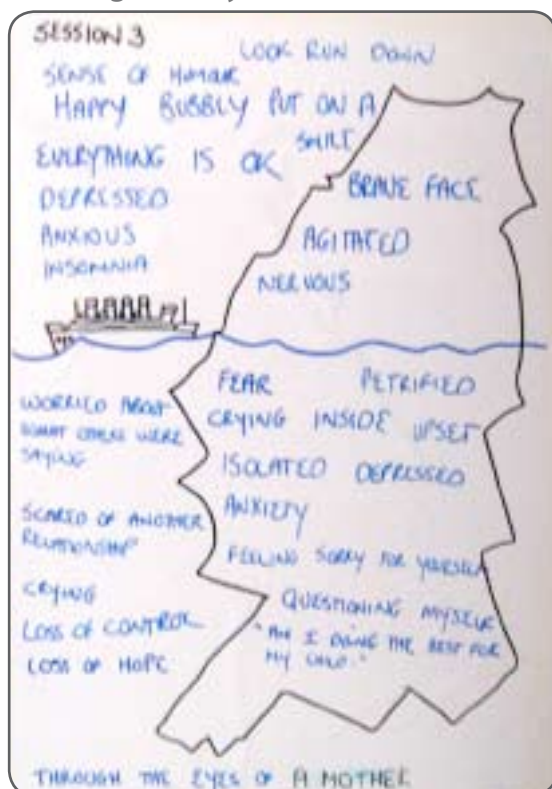 SESSION 3
LOOK RUN DOWN
SENSE OF HUMOUR
HAPPY BUBBLY PUT ON A
SMILE
EVERYTHING IS OK
BRAVE FACE
DEPRESSED
ANXIOUS
AGITATED
INSOMNIA
NERVOUS
FEAR PETRIFIED
WORRIED ABOUT
WHAT OTHERS WERE
SAYING
CRYING INSIDE UPSET
ISOLATED DEPRESSED
ANXIETY
SCARED OF ANOTHER
RELATIONSHIP
FEELING SORRY FOR YOURSELF
CRYING
LOSS OF CONTROL
LOSS OF HOPE
QUESTIONING MYSELF
"AM I DOING THE BEST FOR
MY CHILD"
THROUGH THE EYES OF A MOTHER